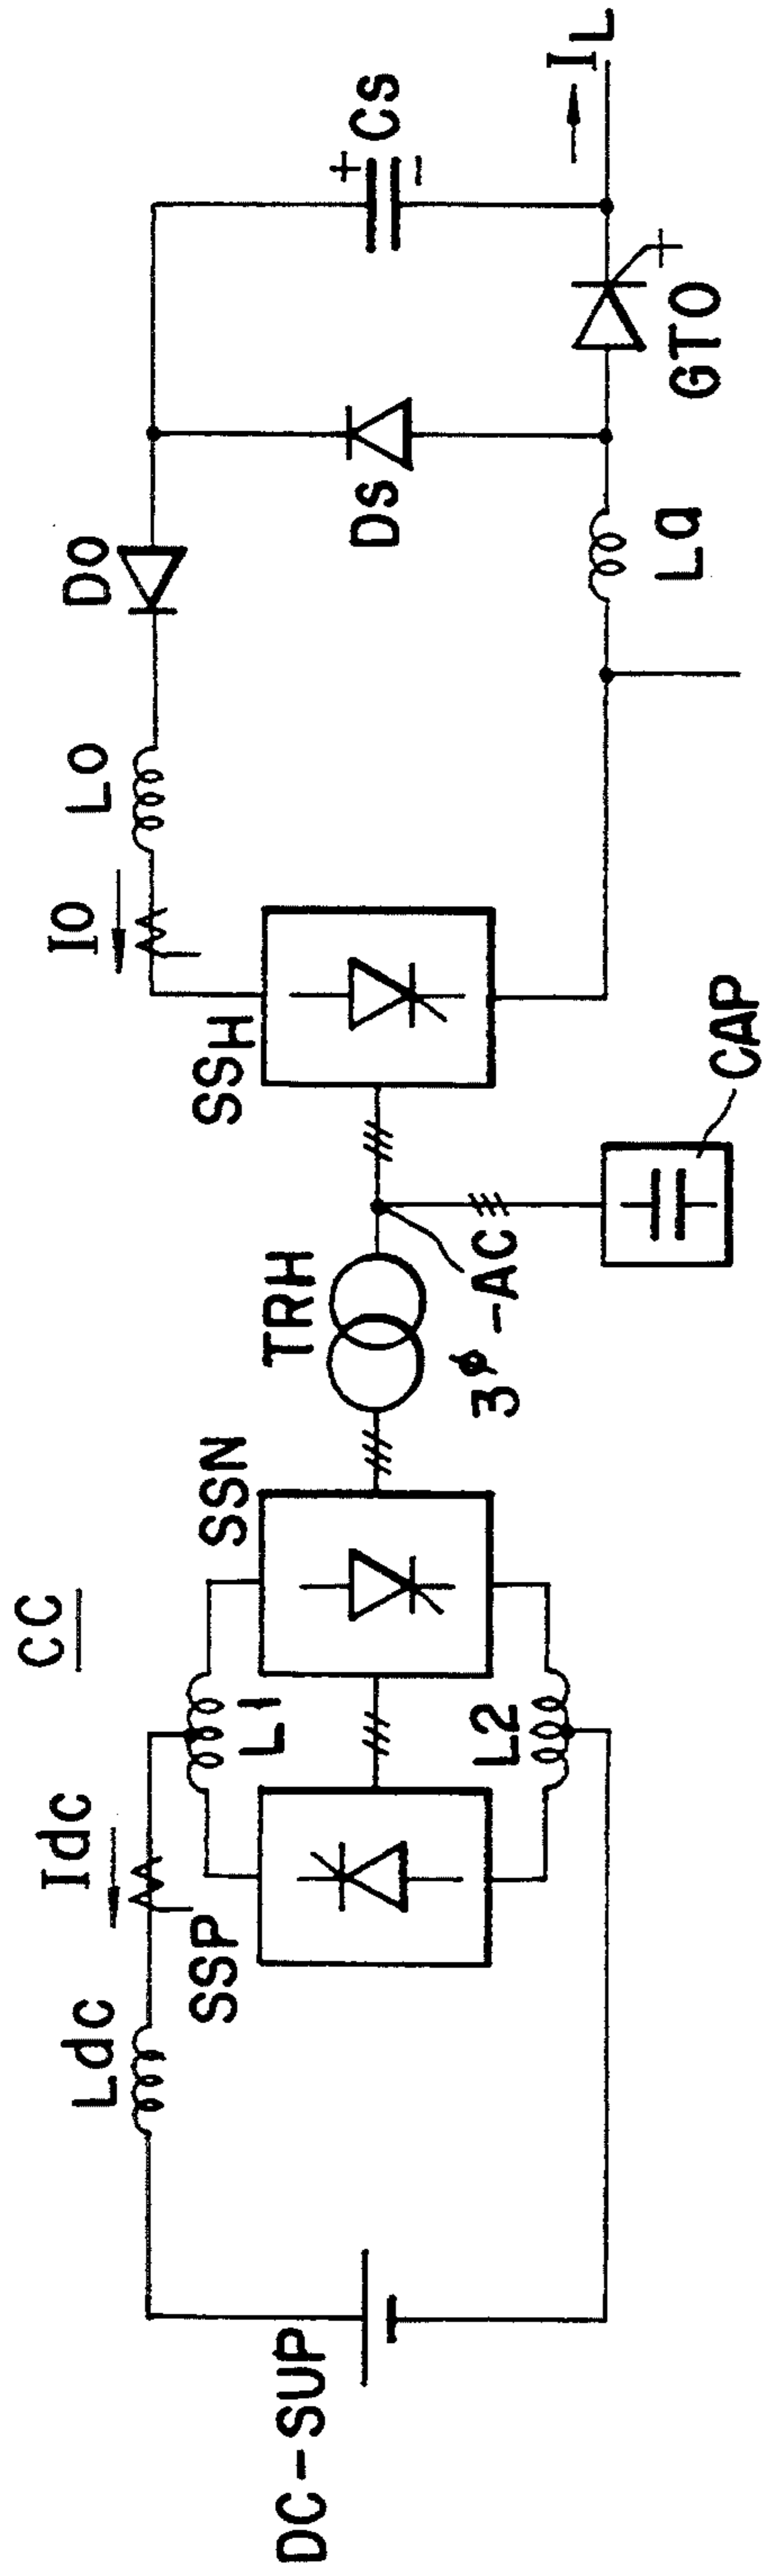 CC
DC-SUP
Ldc
Idc
SSP
L1
L2
SSN
TRH
3φ-AC
CAP
SSH
IO
LO
DO
DS
CS
+
−
La
GTO
+
IL